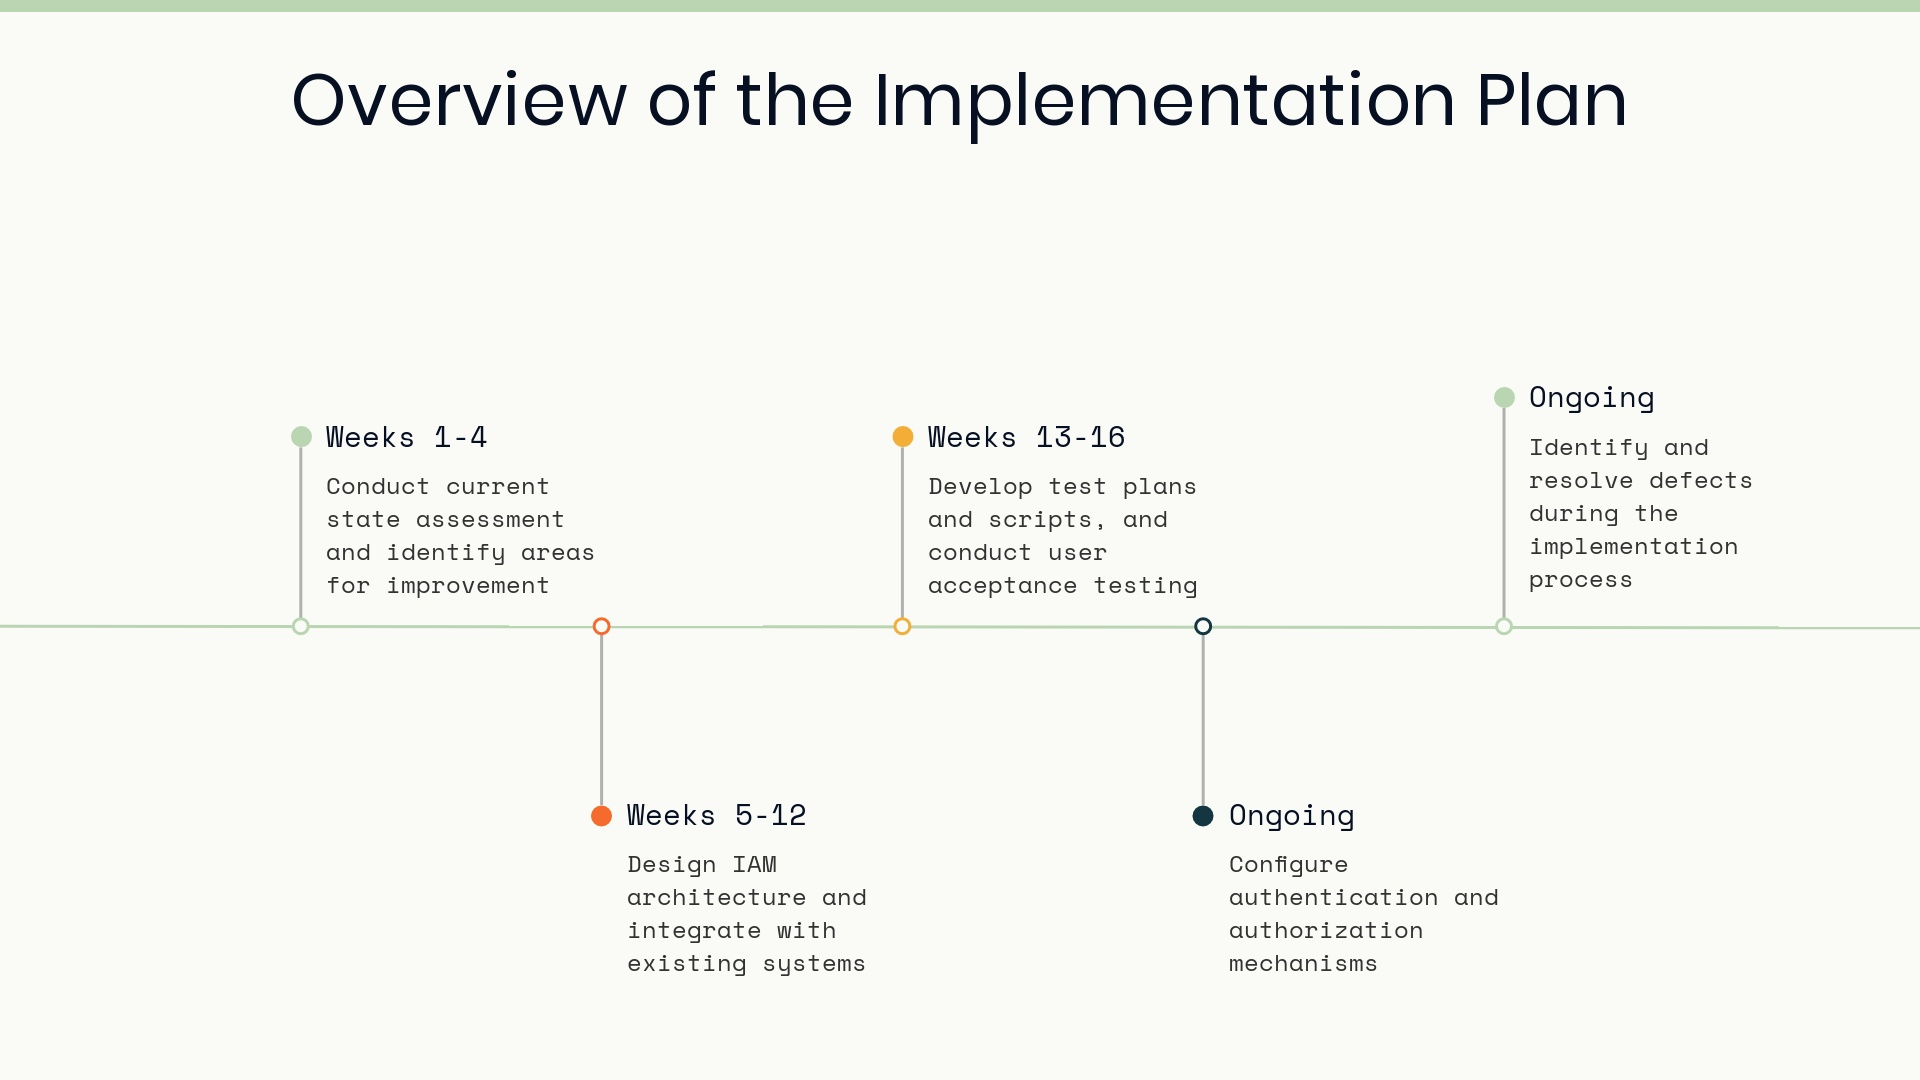 Overview of the Implementation Plan
Weeks 1-4
Conduct current
state assessment
and identify areas
for improvement
Weeks 5-12
Design IAM
architecture and
integrate with
existing systems
Weeks 13-16
Develop test plans
and scripts, and
conduct user
acceptance testing
Ongoing
Configure
authentication and
authorization
mechanisms
Ongoing
Identify and
resolve defects
during the
implementation
process